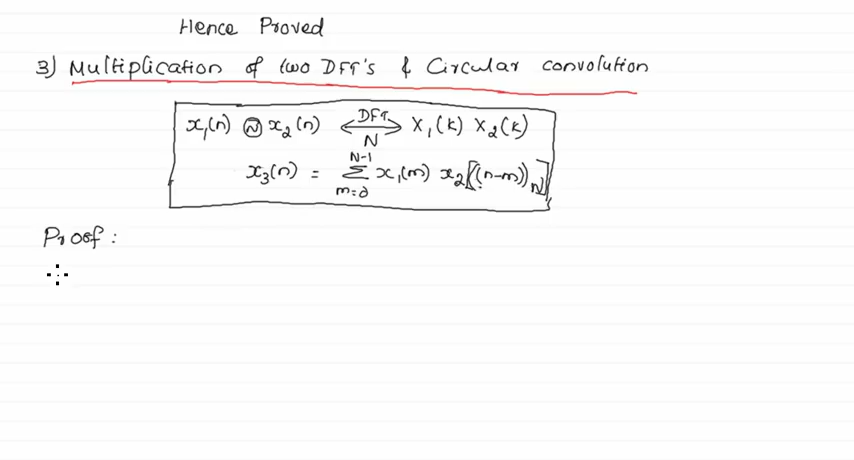 Hence Proved
3) Multiplication of two DFT's & Circular convolution
x₁(n) Ⓝ x₂(n) ⟷ X₁(k) X₂(k)  DFT N
x₃(n) = Σ_{m=0}^{N-1} x₁(m) x₂[((n-m))_N]
Proof :